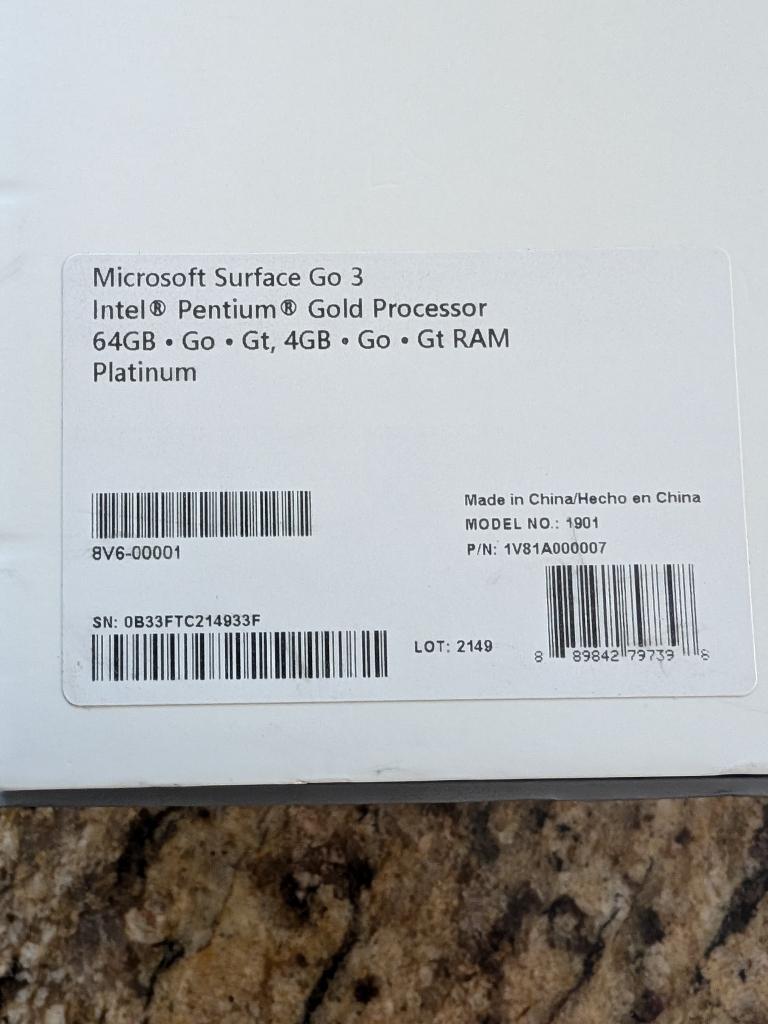 Microsoft Surface Go 3
Intel® Pentium® Gold Processor
64GB • Go • Gt, 4GB • Go • Gt RAM
Platinum
8V6-00001
Made in China/Hecho en China
MODEL NO.: 1901
P/N: 1V81A000007
SN: 0B33FTC214933F
LOT: 2149
8 89842 79739 8